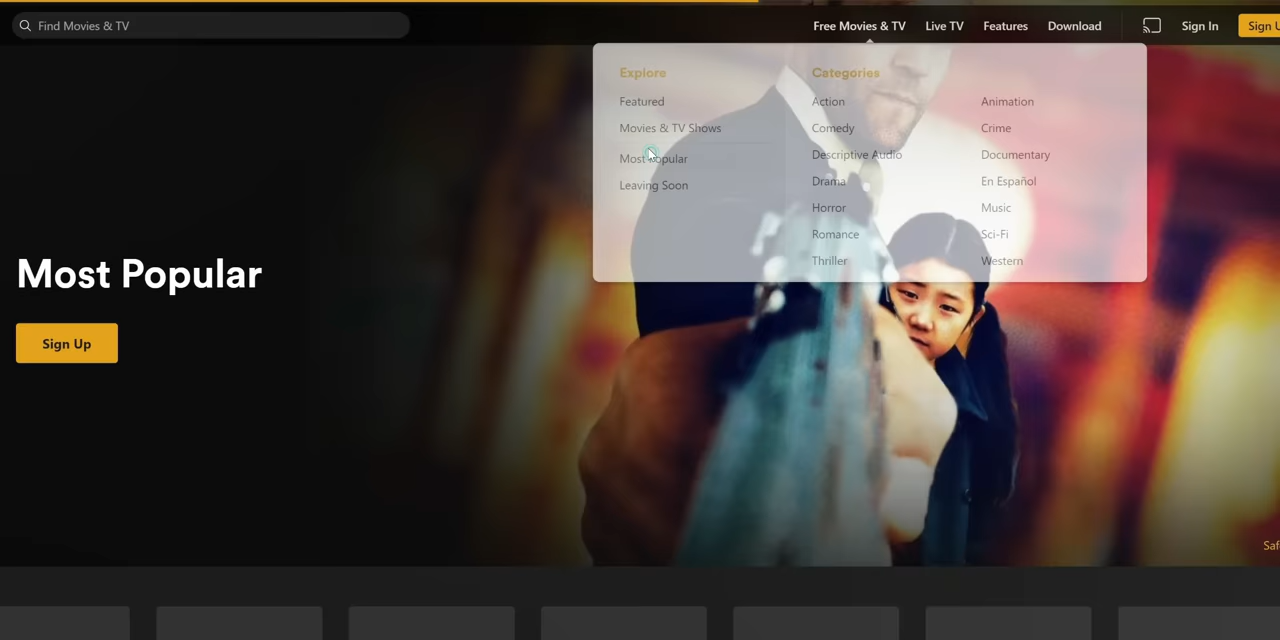 Find Movies & TV
Free Movies & TV
Live TV
Features
Download
Sign In
Sign U
Explore
Featured
Movies & TV Shows
Most Popular
Leaving Soon
Categories
Action
Comedy
Descriptive Audio
Drama
Horror
Romance
Thriller
Animation
Crime
Documentary
En Español
Music
Sci-Fi
Western
Most Popular
Sign Up
Saf